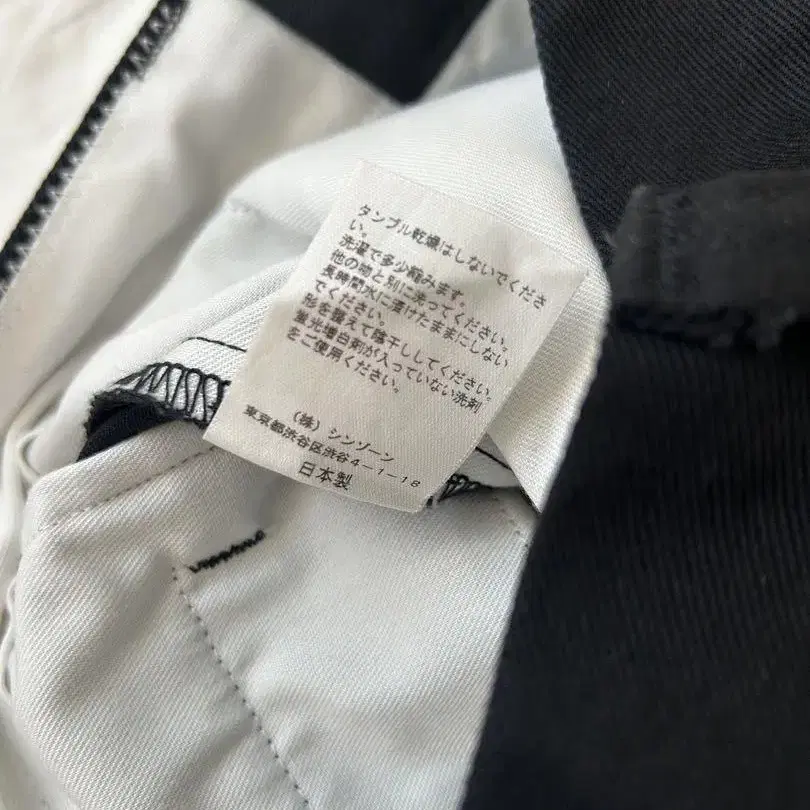 タンブル乾燥はしないでくださ
い。
洗濯で多少縮みます。
他の物と別に洗ってください。
長時間水に漬けたままにしない
でください。
形を整えて陰干ししてください。
蛍光増白剤が入っていない洗剤
をご使用ください。
(株) シンゾーン
東京都渋谷区渋谷4-1-18
日本製